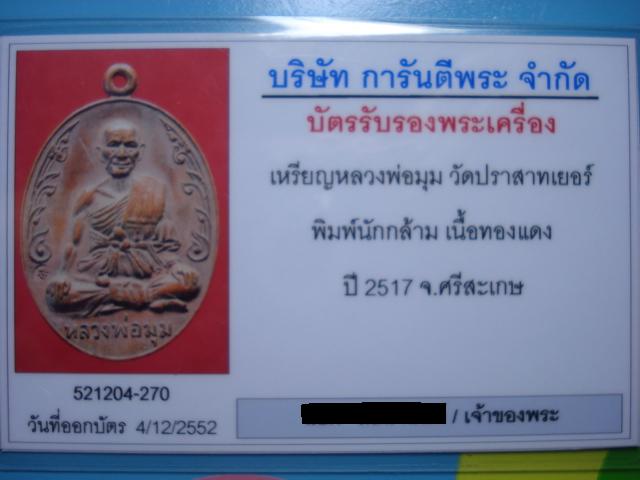 บริษัท การันตีพระ จำกัด
บัตรรับรองพระเครื่อง
เหรียญหลวงพ่อมุม วัดปราสาทเยอร์
พิมพ์นักกล้าม เนื้อทองแดง
ปี 2517 จ.ศรีสะเกษ
หลวงพ่อมุม
521204-270
วันที่ออกบัตร 4/12/2552
/ เจ้าของพระ